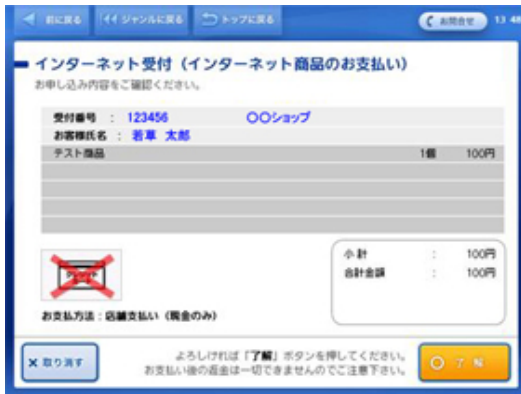 前に戻る ジャンルに戻る トップに戻る お問合せ 13 48
インターネット受付（インターネット商品のお支払い）
お申し込み内容をご確認ください。
受付番号 : 123456 〇〇ショップ
お客様氏名 : 若草 太郎
テスト商品 1個 100円
小 計 : 100円
合計金額 : 100円
お支払方法：店舗支払い（現金のみ）
× 取り消す
よろしければ「了解」ボタンを押してください。
お支払い後の返金は一切できませんのでご注意下さい。
了 解